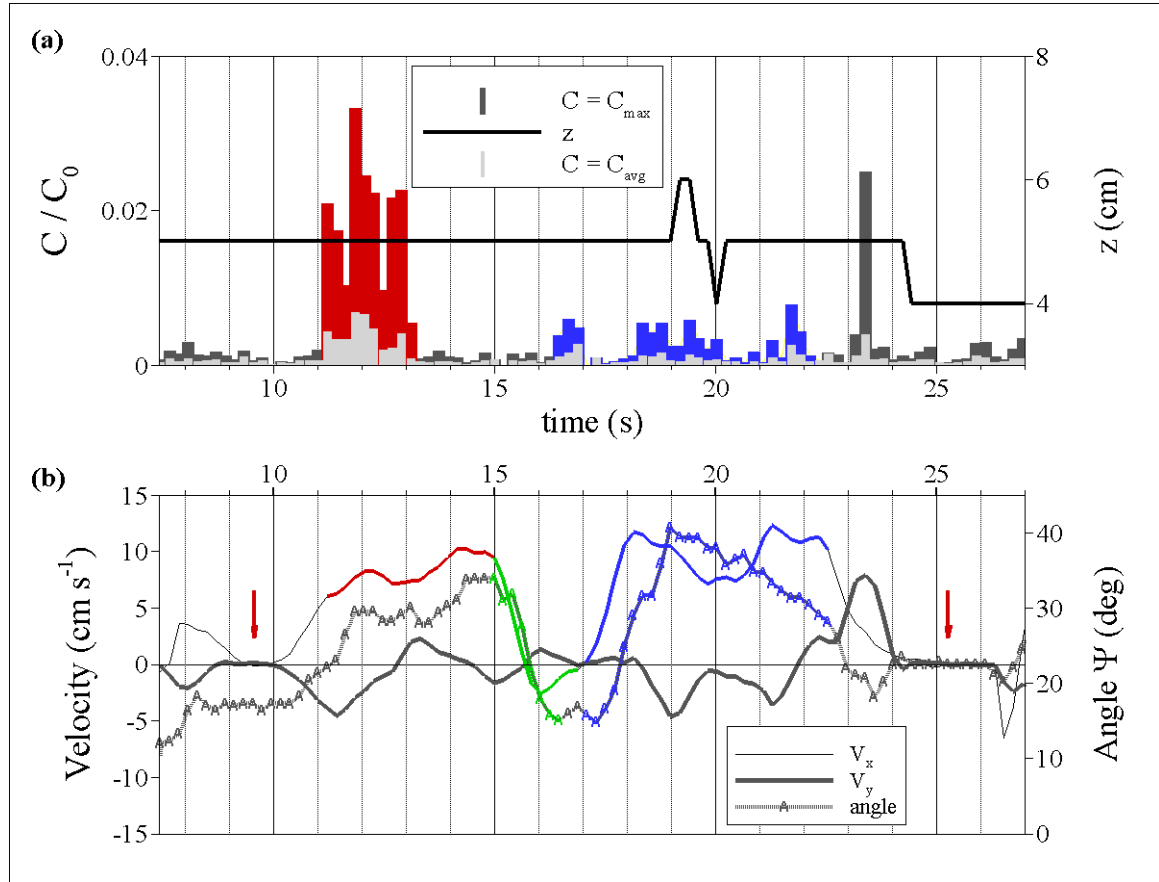 (a)
0.04
0.02
0
C / C0
C = Cmax
z
C = Cavg
8
6
4
z (cm)
10
15
20
25
time (s)
(b)
10
15
20
25
15
10
5
0
-5
-10
-15
Velocity (cm s-1)
40
30
20
10
0
Angle Ψ (deg)
Vx
Vy
A angle